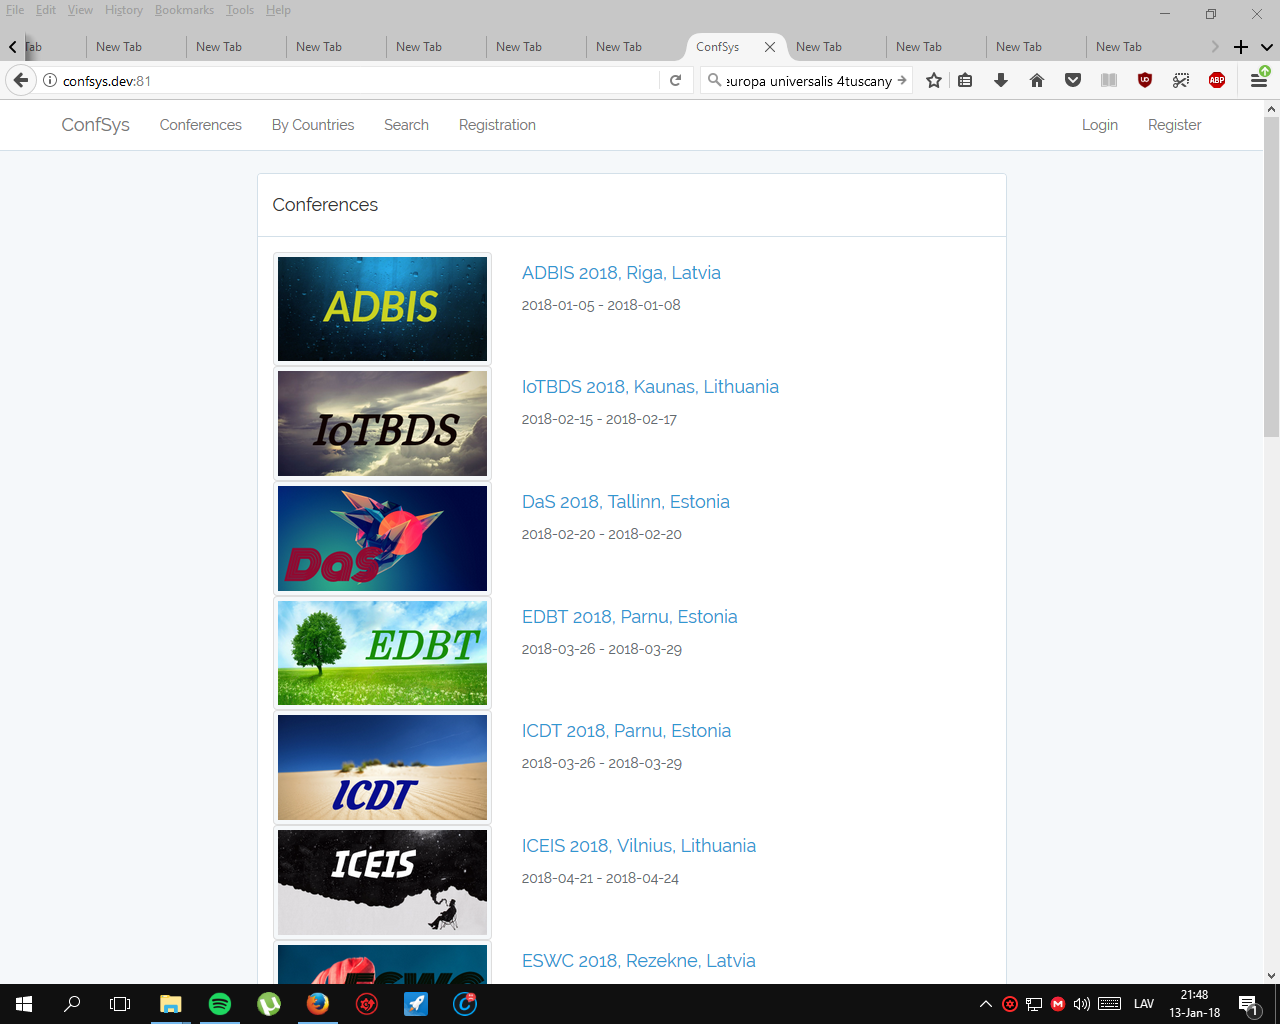 File Edit View History Bookmarks Tools Help
Tab New Tab New Tab New Tab New Tab New Tab New Tab ConfSys New Tab New Tab New Tab New Tab
confsys.dev:81 europa universalis 4tuscany ABP
ConfSys Conferences By Countries Search Registration Login Register
Conferences
ADBIS
ADBIS 2018, Riga, Latvia
2018-01-05 - 2018-01-08
IoTBDS
IoTBDS 2018, Kaunas, Lithuania
2018-02-15 - 2018-02-17
DaS
DaS 2018, Tallinn, Estonia
2018-02-20 - 2018-02-20
EDBT
EDBT 2018, Parnu, Estonia
2018-03-26 - 2018-03-29
ICDT
ICDT 2018, Parnu, Estonia
2018-03-26 - 2018-03-29
ICEIS
ICEIS 2018, Vilnius, Lithuania
2018-04-21 - 2018-04-24
ESWC
ESWC 2018, Rezekne, Latvia
LAV
21:48
13-Jan-18
1